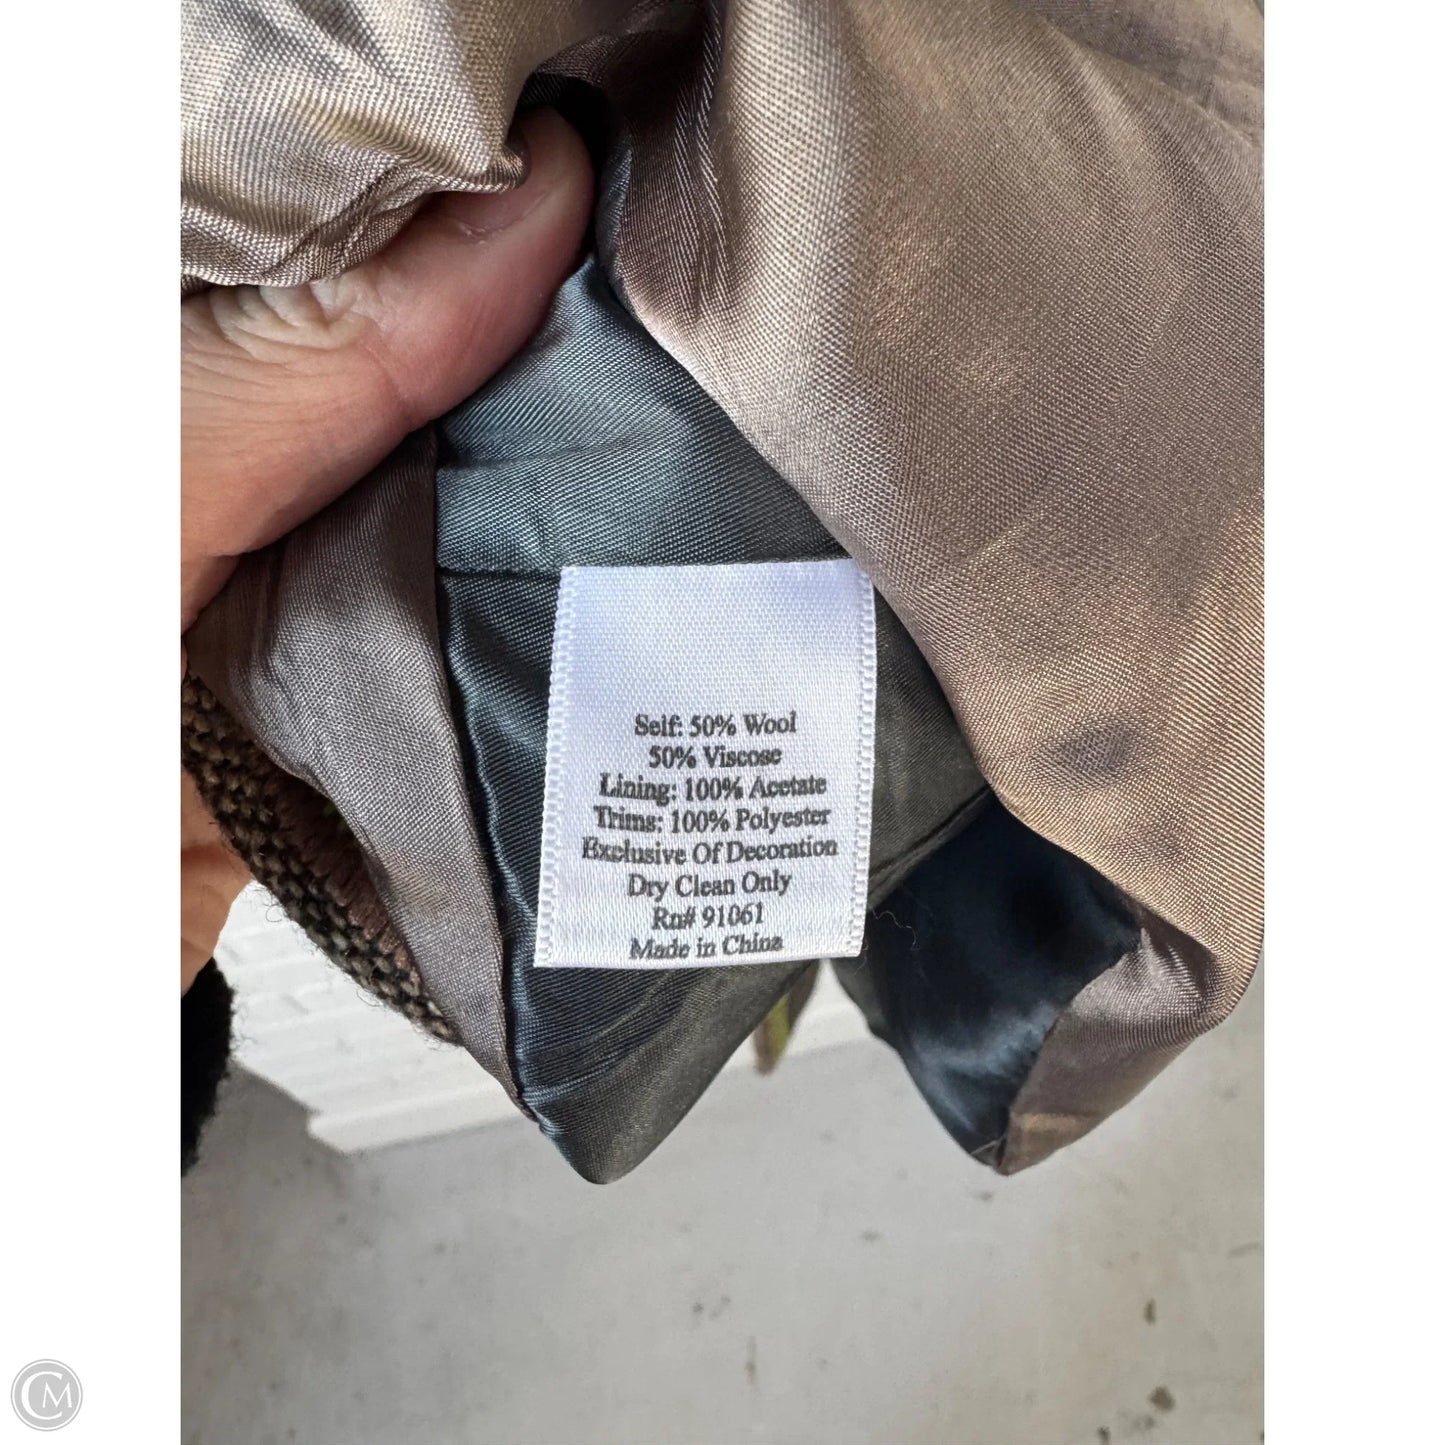 Self: 50% Wool
50% Viscose
Lining: 100% Acetate
Trims: 100% Polyester
Exclusive Of Decoration
Dry Clean Only
Rn# 91061
Made in China
CM